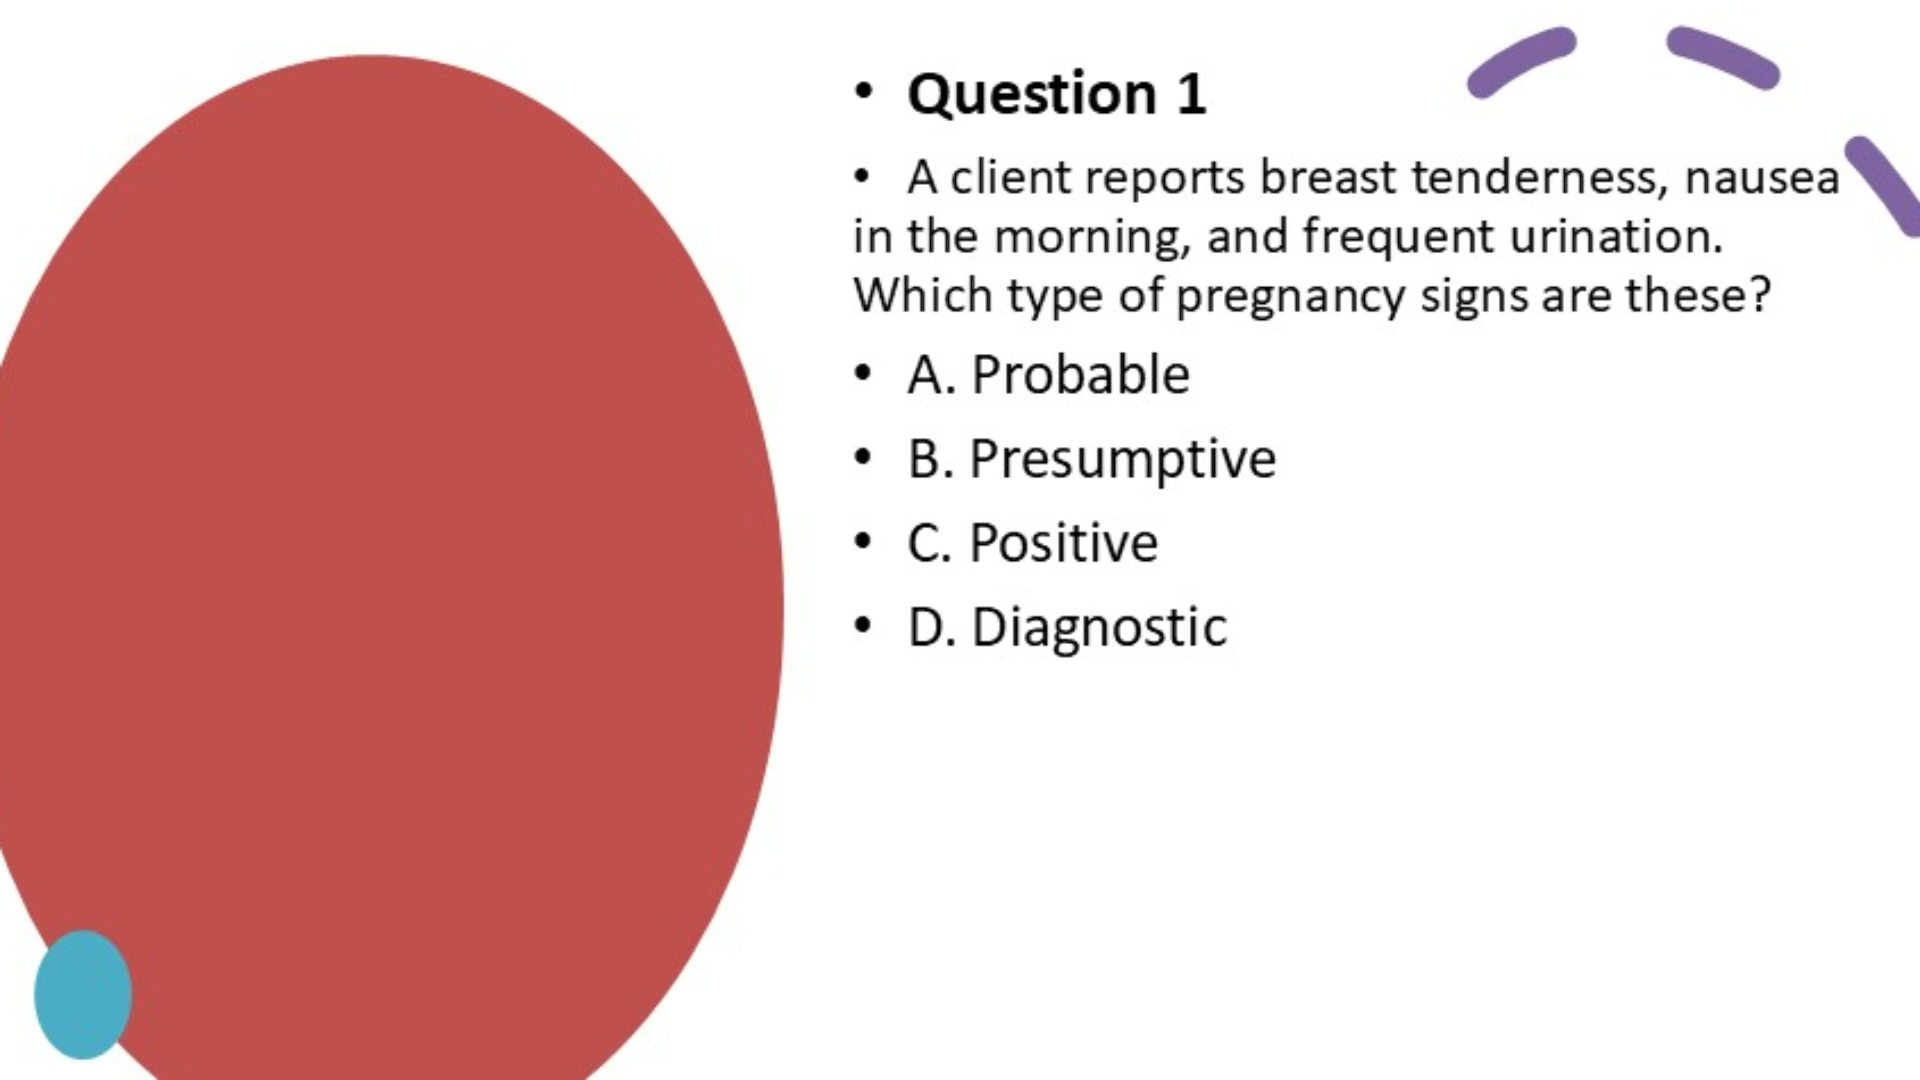 • Question 1
• A client reports breast tenderness, nausea
in the morning, and frequent urination.
Which type of pregnancy signs are these?
• A. Probable
• B. Presumptive
• C. Positive
• D. Diagnostic